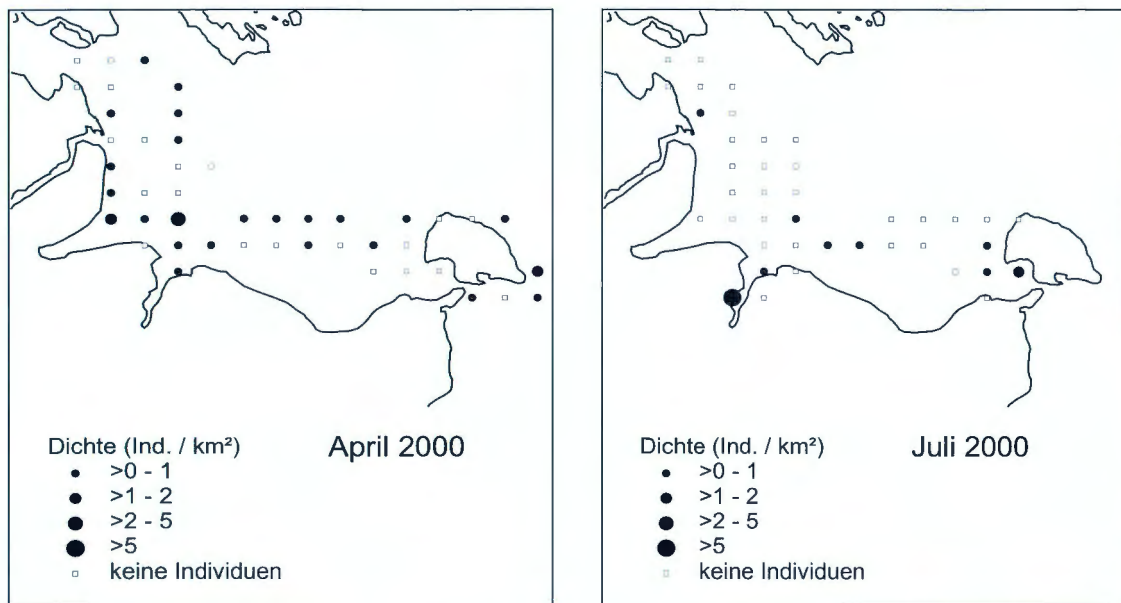 Dichte (Ind. / km²)
April 2000
>0 - 1
>1 - 2
>2 - 5
>5
keine Individuen
Dichte (Ind. / km²)
Juli 2000
>0 - 1
>1 - 2
>2 - 5
>5
keine Individuen